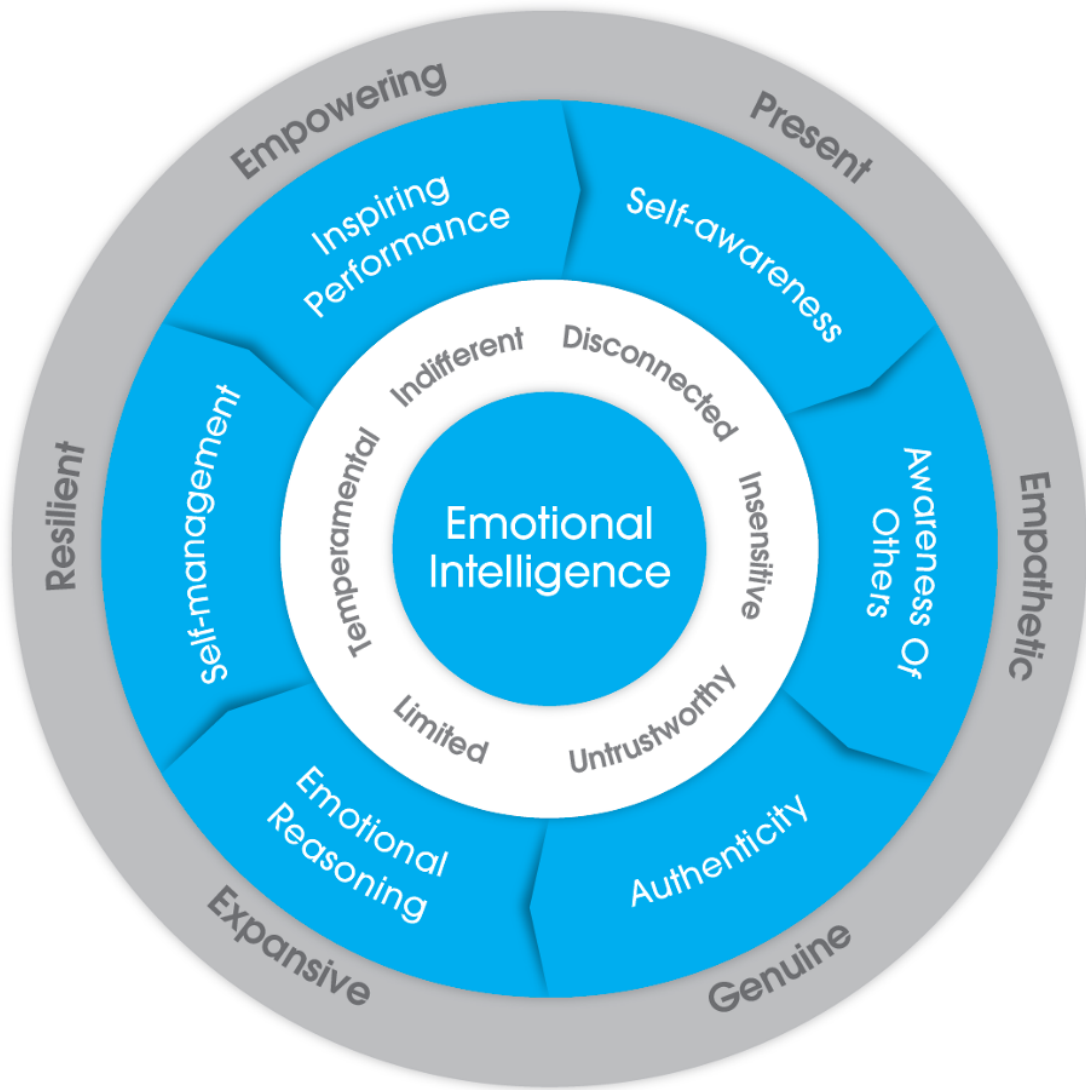 Empowering
Present
Empathetic
Genuine
Expansive
Resilient
Inspiring
Performance
Self-awareness
Awareness Of
Others
Authenticity
Emotional
Reasoning
Self-management
Indifferent
Disconnected
Insensitive
Untrustworthy
Limited
Temperamental
Emotional
Intelligence